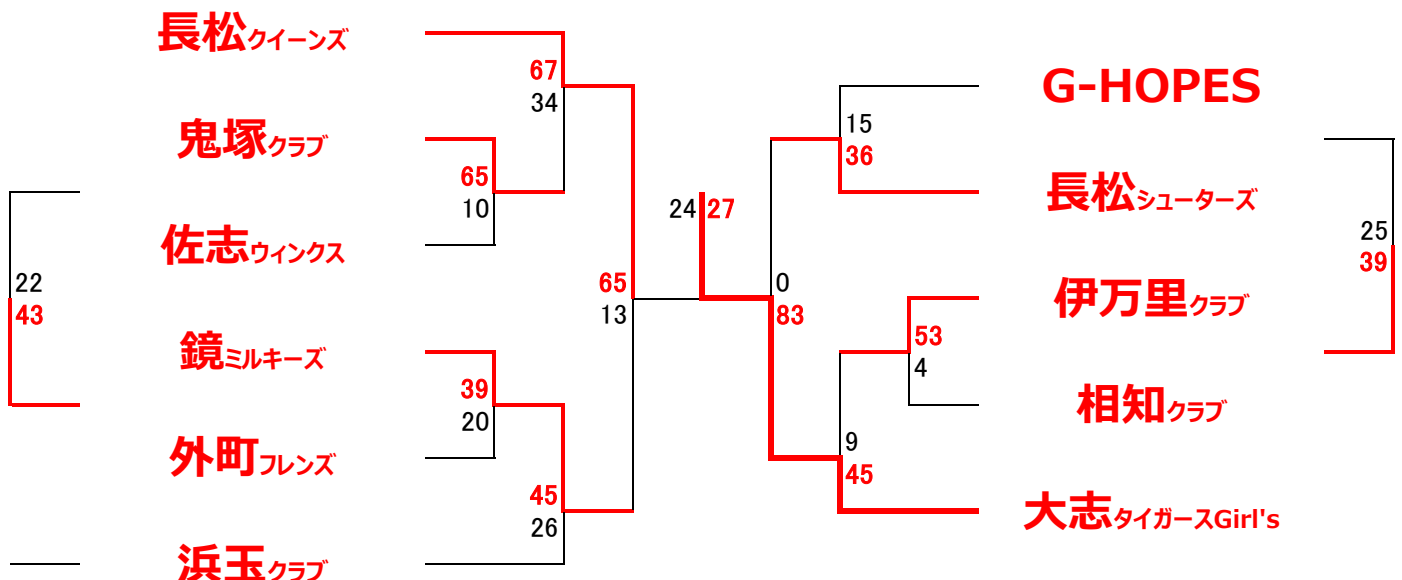 長松クイーンズ
67
34
G-HOPES
15
36
鬼塚クラブ
65
10
長松シューターズ
24 27
佐志ウィンクス
25
39
22
43
65
13
0
83
伊万里クラブ
53
4
鏡ミルキーズ
39
20
相知クラブ
外町フレンズ
9
45
45
26
大志タイガースGirl's
浜玉クラブ